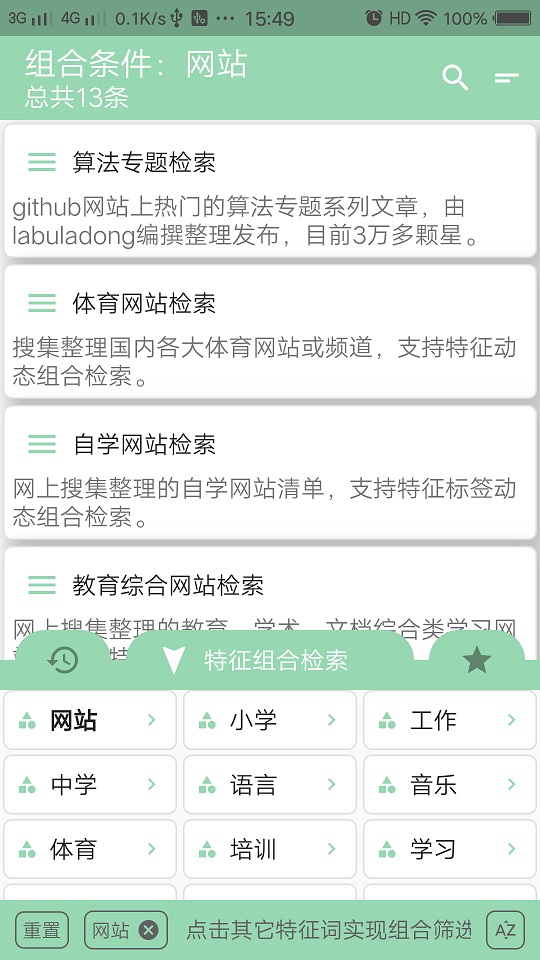 3G 4G 0.1K/s ··· 15:49 HD 100%
组合条件：网站
总共13条
算法专题检索
github网站上热门的算法专题系列文章，由
labuladong编撰整理发布，目前3万多颗星。
体育网站检索
搜集整理国内各大体育网站或频道，支持特征动
态组合检索。
自学网站检索
网上搜集整理的自学网站清单，支持特征标签动
态组合检索。
教育综合网站检索
网上搜集整理的教育、学术、文档综合类学习网
特征组合检索
网站 小学 工作
中学 语言 音乐
体育 培训 学习
重置 网站 点击其它特征词实现组合筛选 AZ